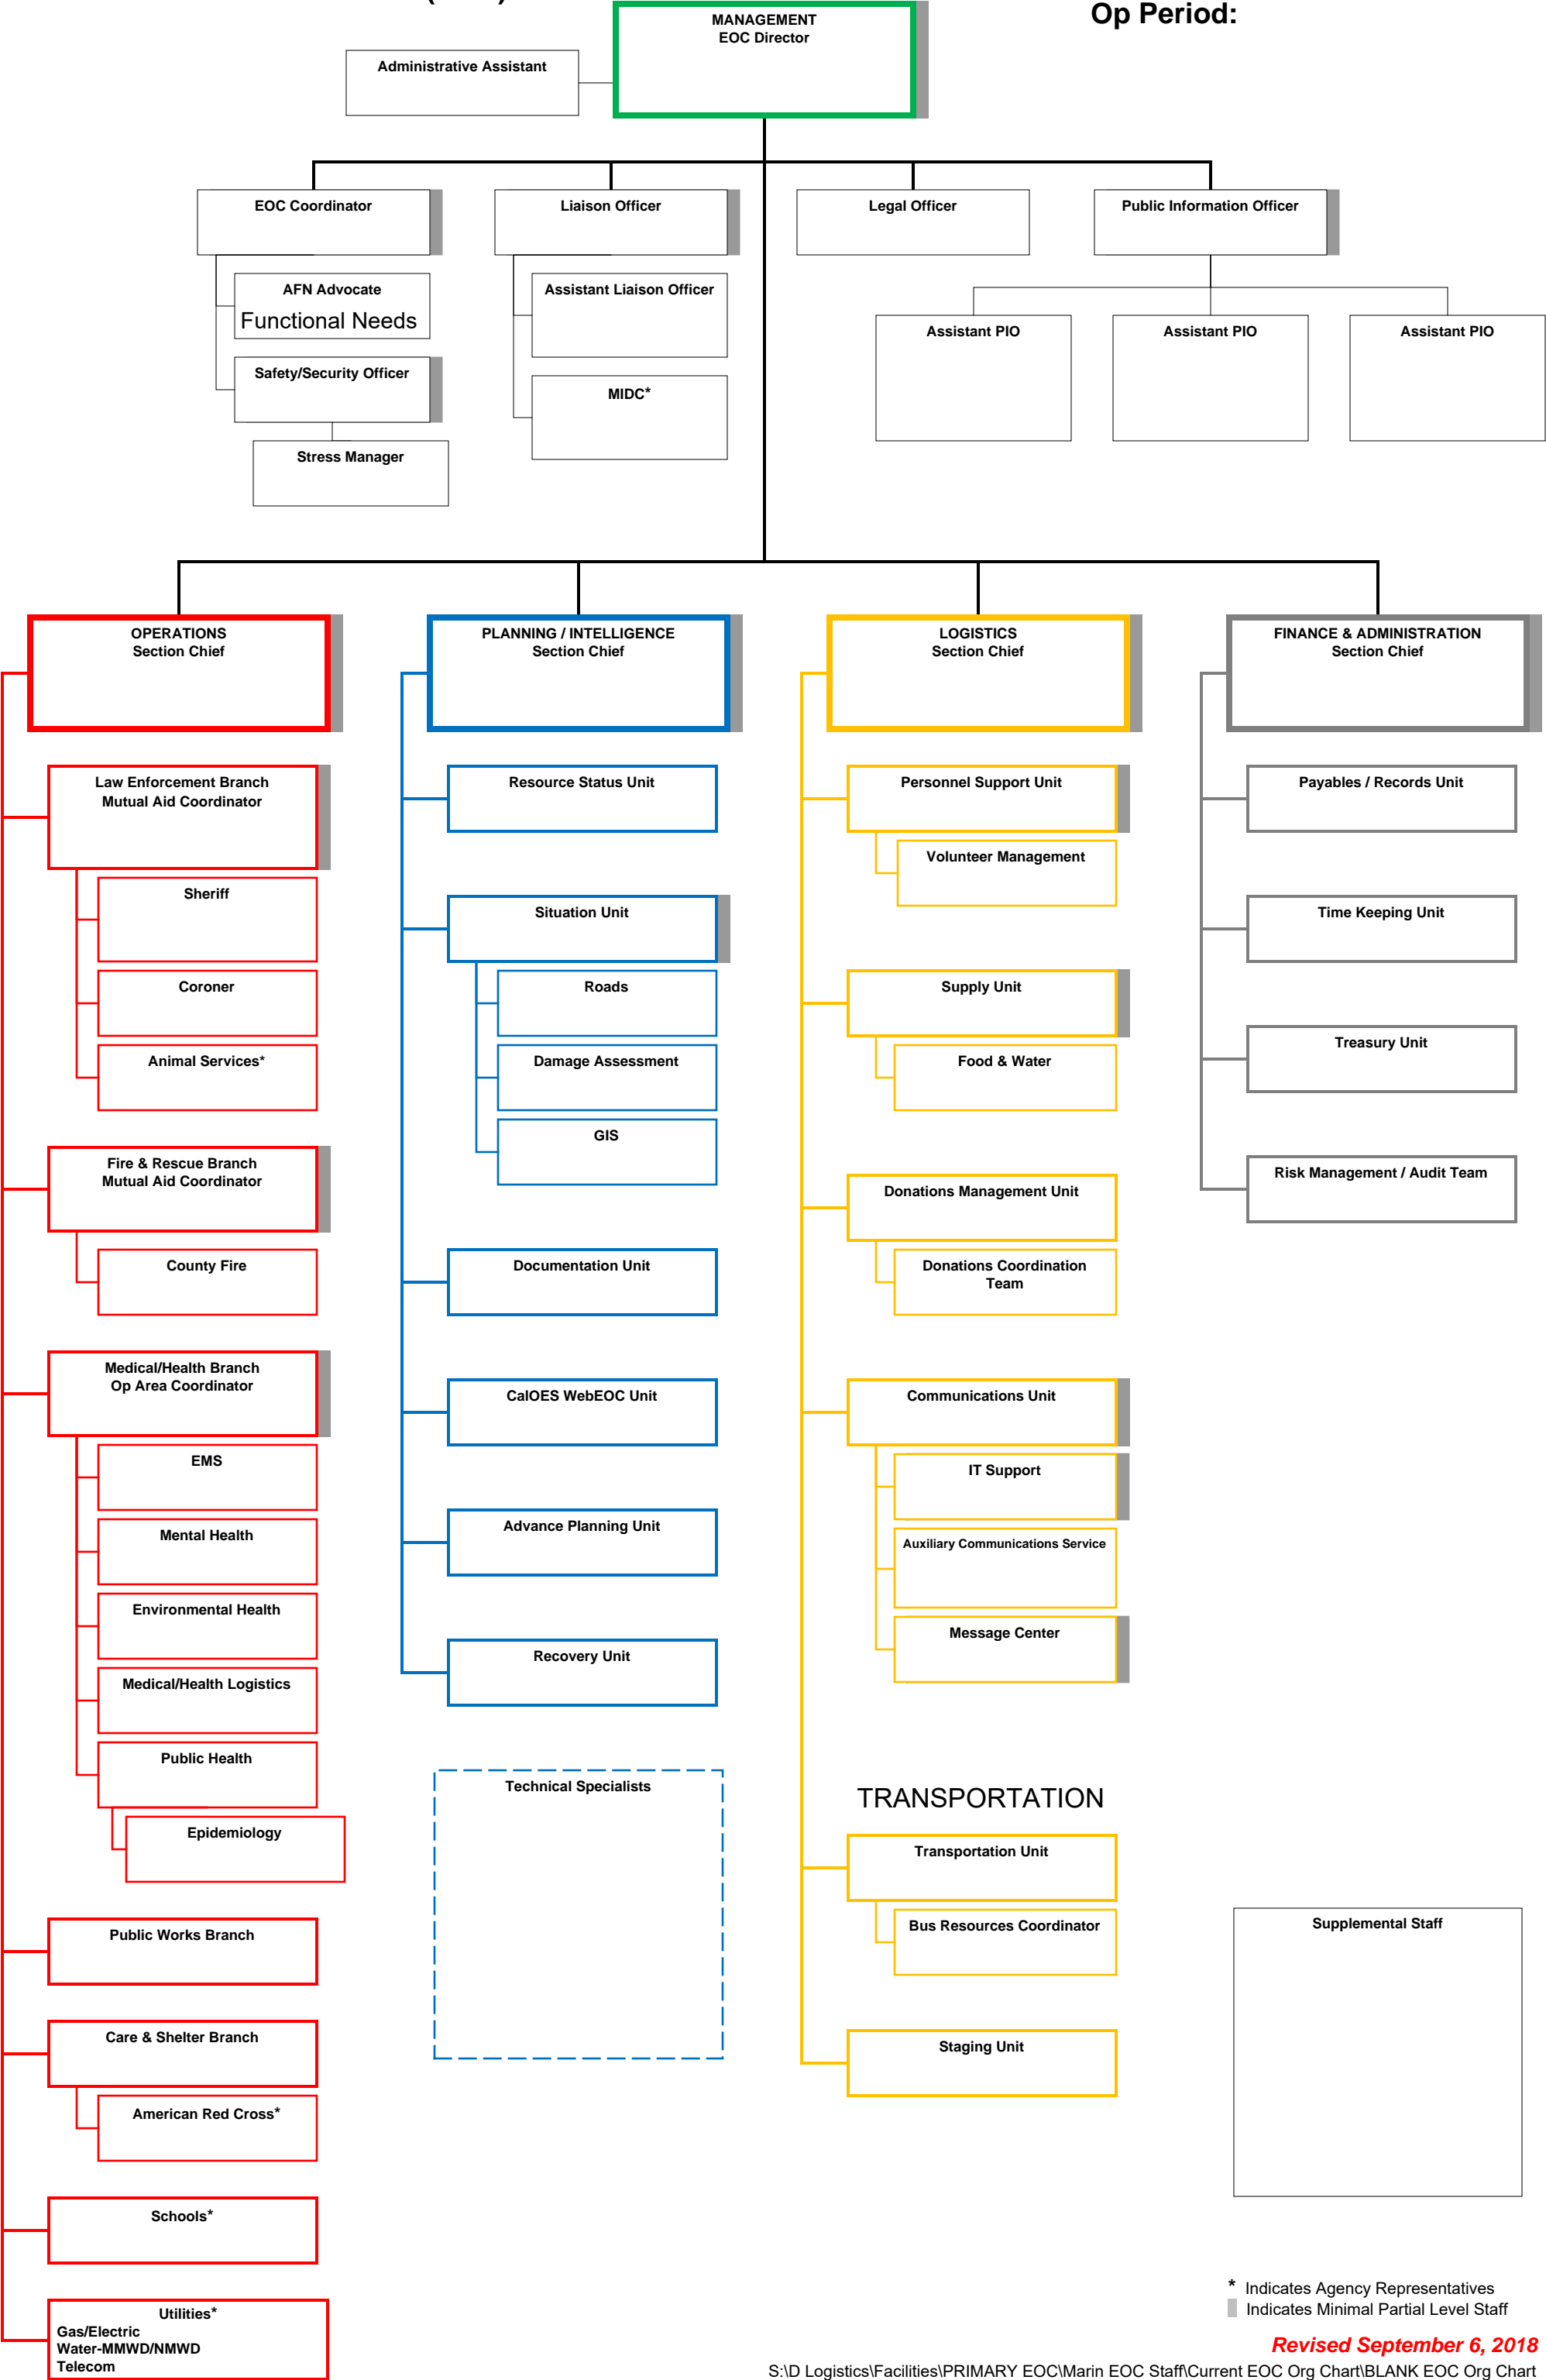 Op Period:
MANAGEMENT
EOC Director
Administrative Assistant
EOC Coordinator
Liaison Officer
Legal Officer
Public Information Officer
AFN Advocate
Functional Needs
Assistant Liaison Officer
Assistant PIO
Assistant PIO
Assistant PIO
Safety/Security Officer
MIDC*
Stress Manager
OPERATIONS
Section Chief
Law Enforcement Branch
Mutual Aid Coordinator
Sheriff
Coroner
Animal Services*
Fire & Rescue Branch
Mutual Aid Coordinator
County Fire
Medical/Health Branch
Op Area Coordinator
EMS
Mental Health
Environmental Health
Medical/Health Logistics
Public Health
Epidemiology
Public Works Branch
Care & Shelter Branch
American Red Cross*
Schools*
Utilities*
Gas/Electric
Water-MMWD/NMWD
Telecom
PLANNING / INTELLIGENCE
Section Chief
Resource Status Unit
Situation Unit
Roads
Damage Assessment
GIS
Documentation Unit
CalOES WebEOC Unit
Advance Planning Unit
Recovery Unit
Technical Specialists
LOGISTICS
Section Chief
Personnel Support Unit
Volunteer Management
Supply Unit
Food & Water
Donations Management Unit
Donations Coordination
Team
Communications Unit
IT Support
Auxiliary Communications Service
Message Center
TRANSPORTATION
Transportation Unit
Bus Resources Coordinator
Staging Unit
FINANCE & ADMINISTRATION
Section Chief
Payables / Records Unit
Time Keeping Unit
Treasury Unit
Risk Management / Audit Team
Supplemental Staff
* Indicates Agency Representatives
Indicates Minimal Partial Level Staff
Revised September 6, 2018
S:\D Logistics\Facilities\PRIMARY EOC\Marin EOC Staff\Current EOC Org Chart\BLANK EOC Org Chart